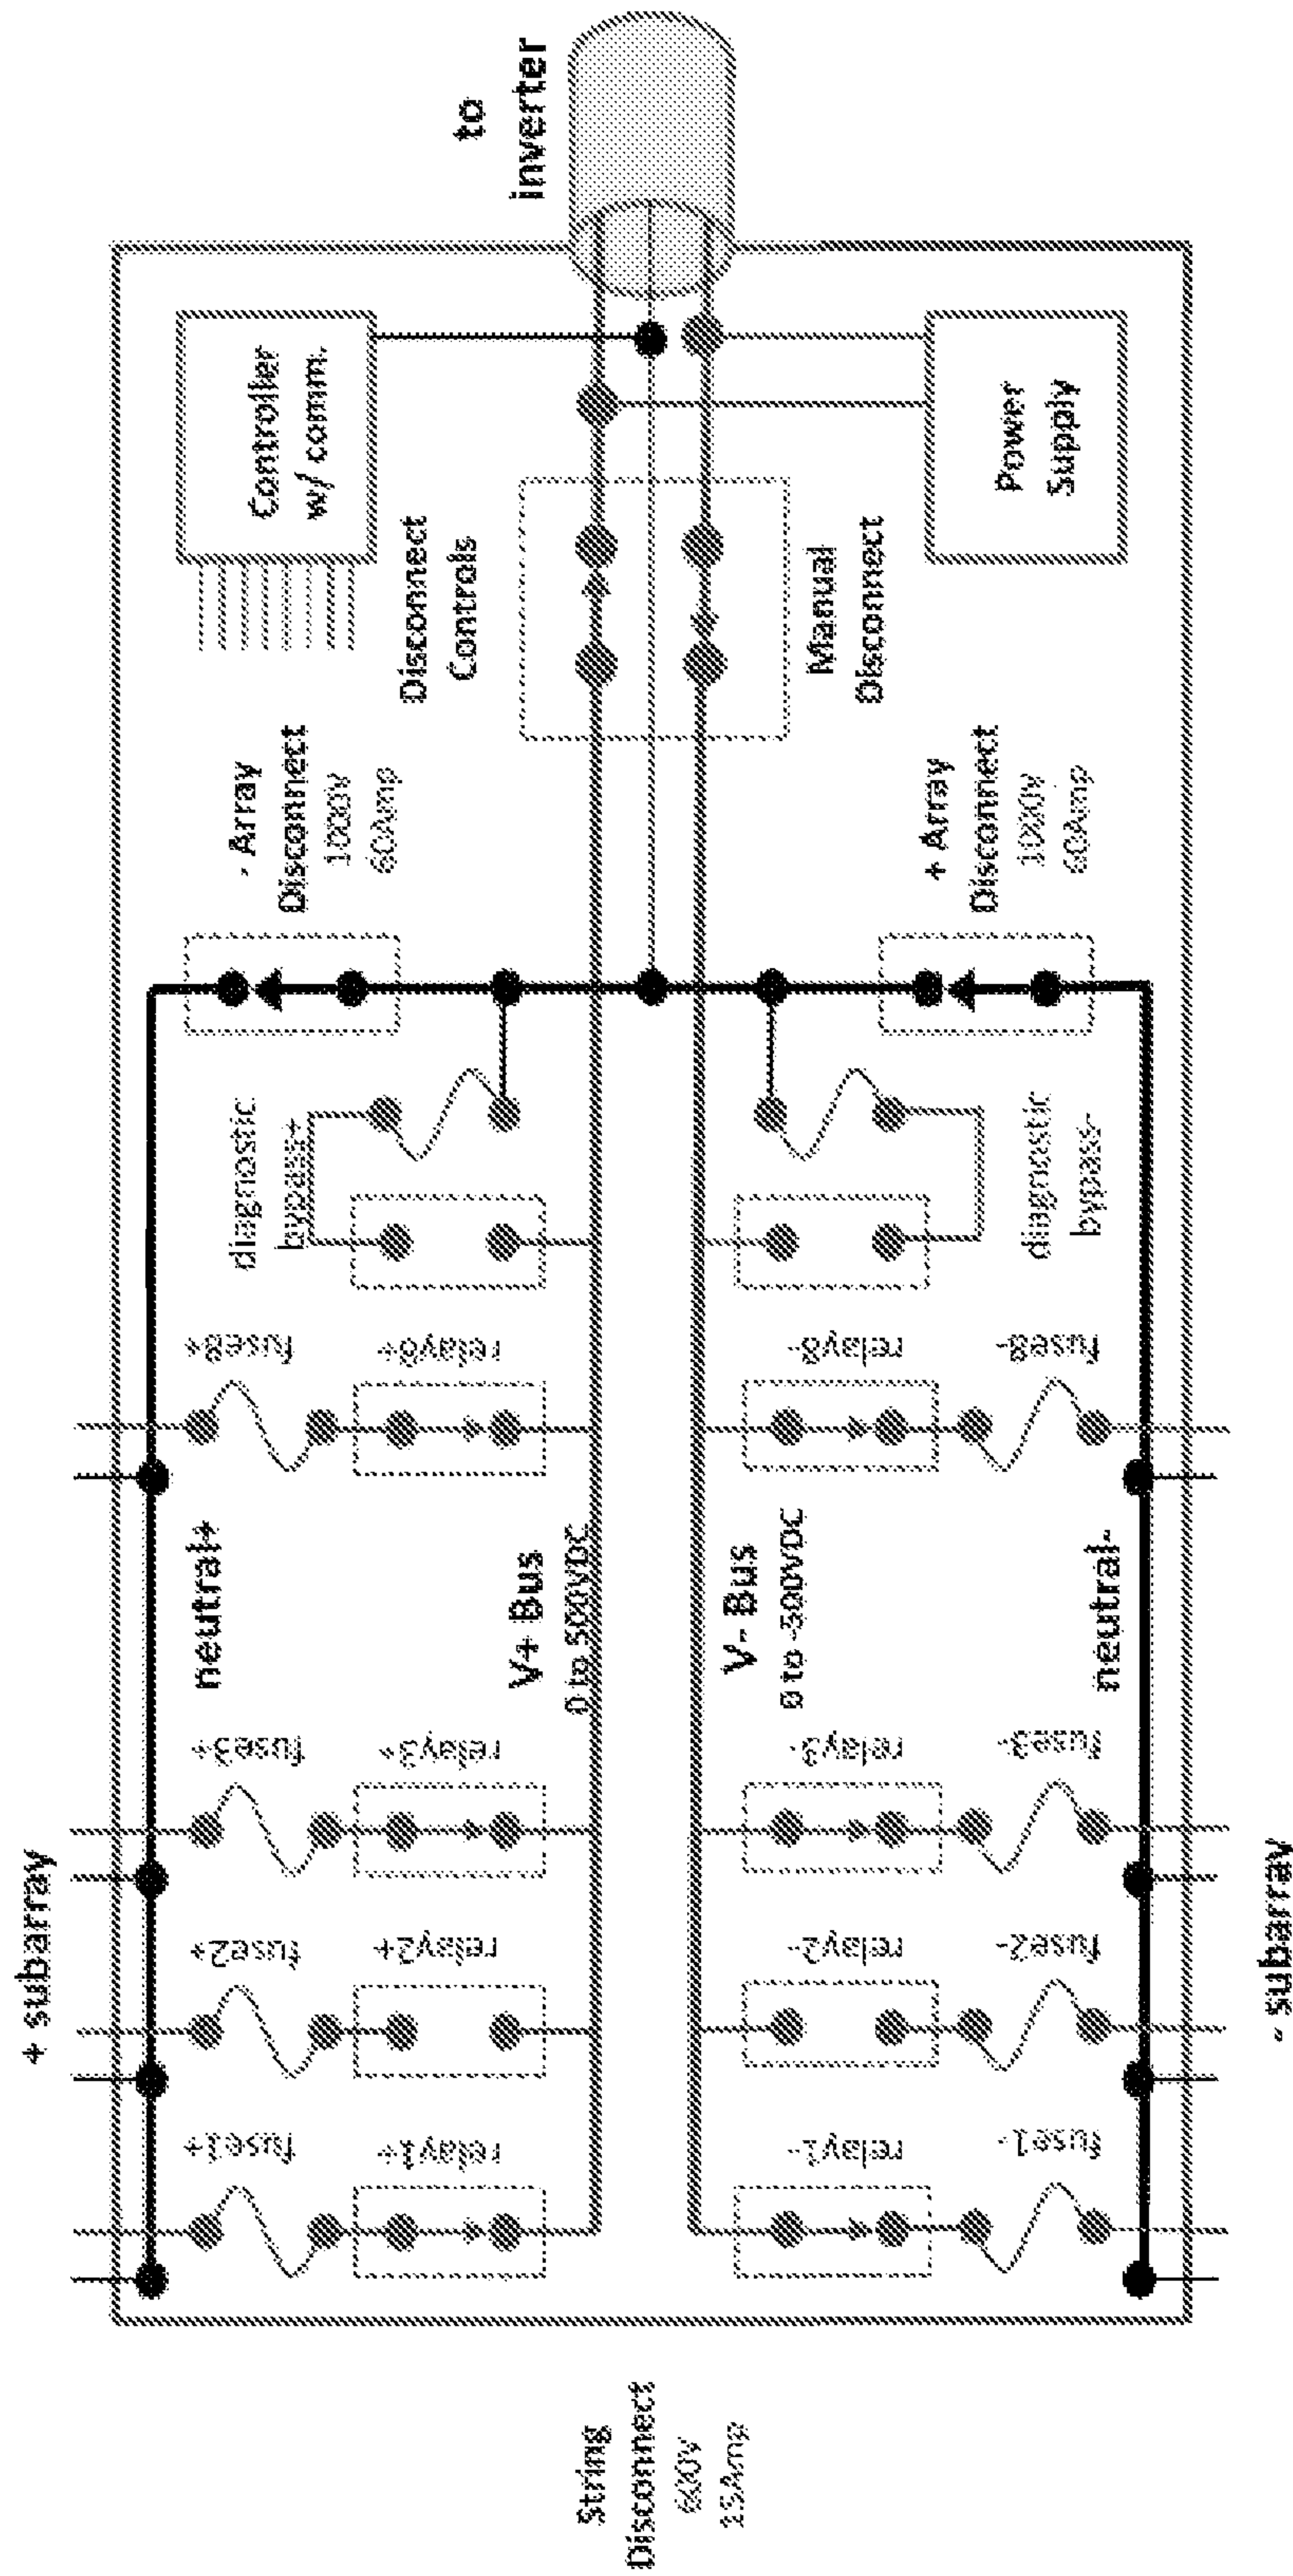 + subarray
fuse1+
fuse2+
fuse3+
neutral+
fuse8+
diagnostic
bypass+
- Array
Disconnect
1000V
60Amp
Controller
w/ comm.
relay1+
relay2+
relay3+
V+ Bus
0 to 500VDC
relay8+
Disconnect
Controls
to
inverter
String
Disconnect
600V
15Amp
relay1-
relay2-
relay3-
V- Bus
0 to -500VDC
relay8-
Manual
Disconnect
fuse1-
fuse2-
fuse3-
neutral-
fuse8-
diagnostic
bypass-
+ Array
Disconnect
1000V
60Amp
Power
Supply
- subarray